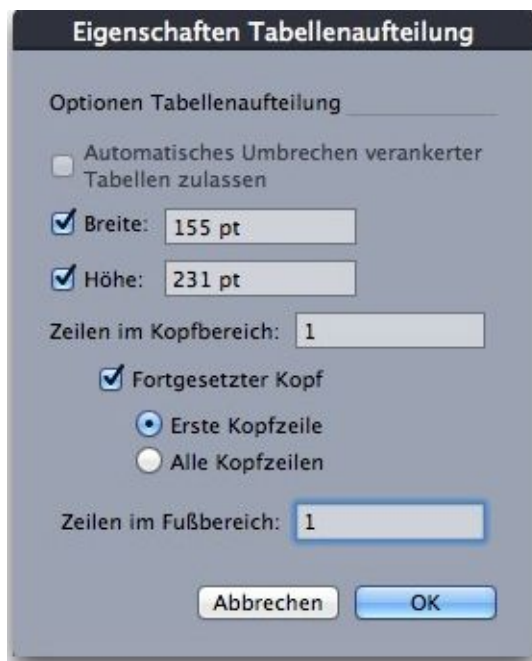 Eigenschaften Tabellenaufteilung
Optionen Tabellenaufteilung
Automatisches Umbrechen verankerter
Tabellen zulassen
Breite: 155 pt
Höhe: 231 pt
Zeilen im Kopfbereich: 1
Fortgesetzter Kopf
Erste Kopfzeile
Alle Kopfzeilen
Zeilen im Fußbereich: 1
Abbrechen OK